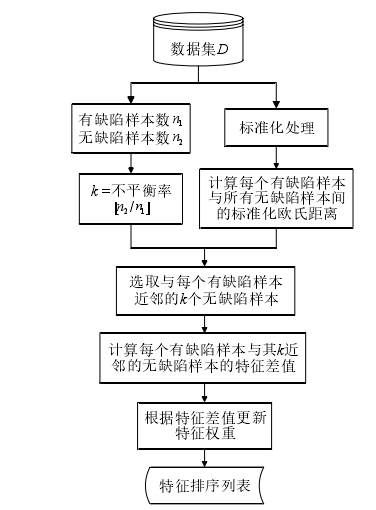 数据集D
有缺陷样本数n₁
无缺陷样本数n₂
标准化处理
k=不平衡率
⌊n₂/n₁⌋
计算每个有缺陷样本
与所有无缺陷样本间
的标准化欧氏距离
选取与每个有缺陷样本
近邻的k个无缺陷样本
计算每个有缺陷样本与其k近
邻的无缺陷样本的特征差值
根据特征差值更新
特征权重
特征排序列表